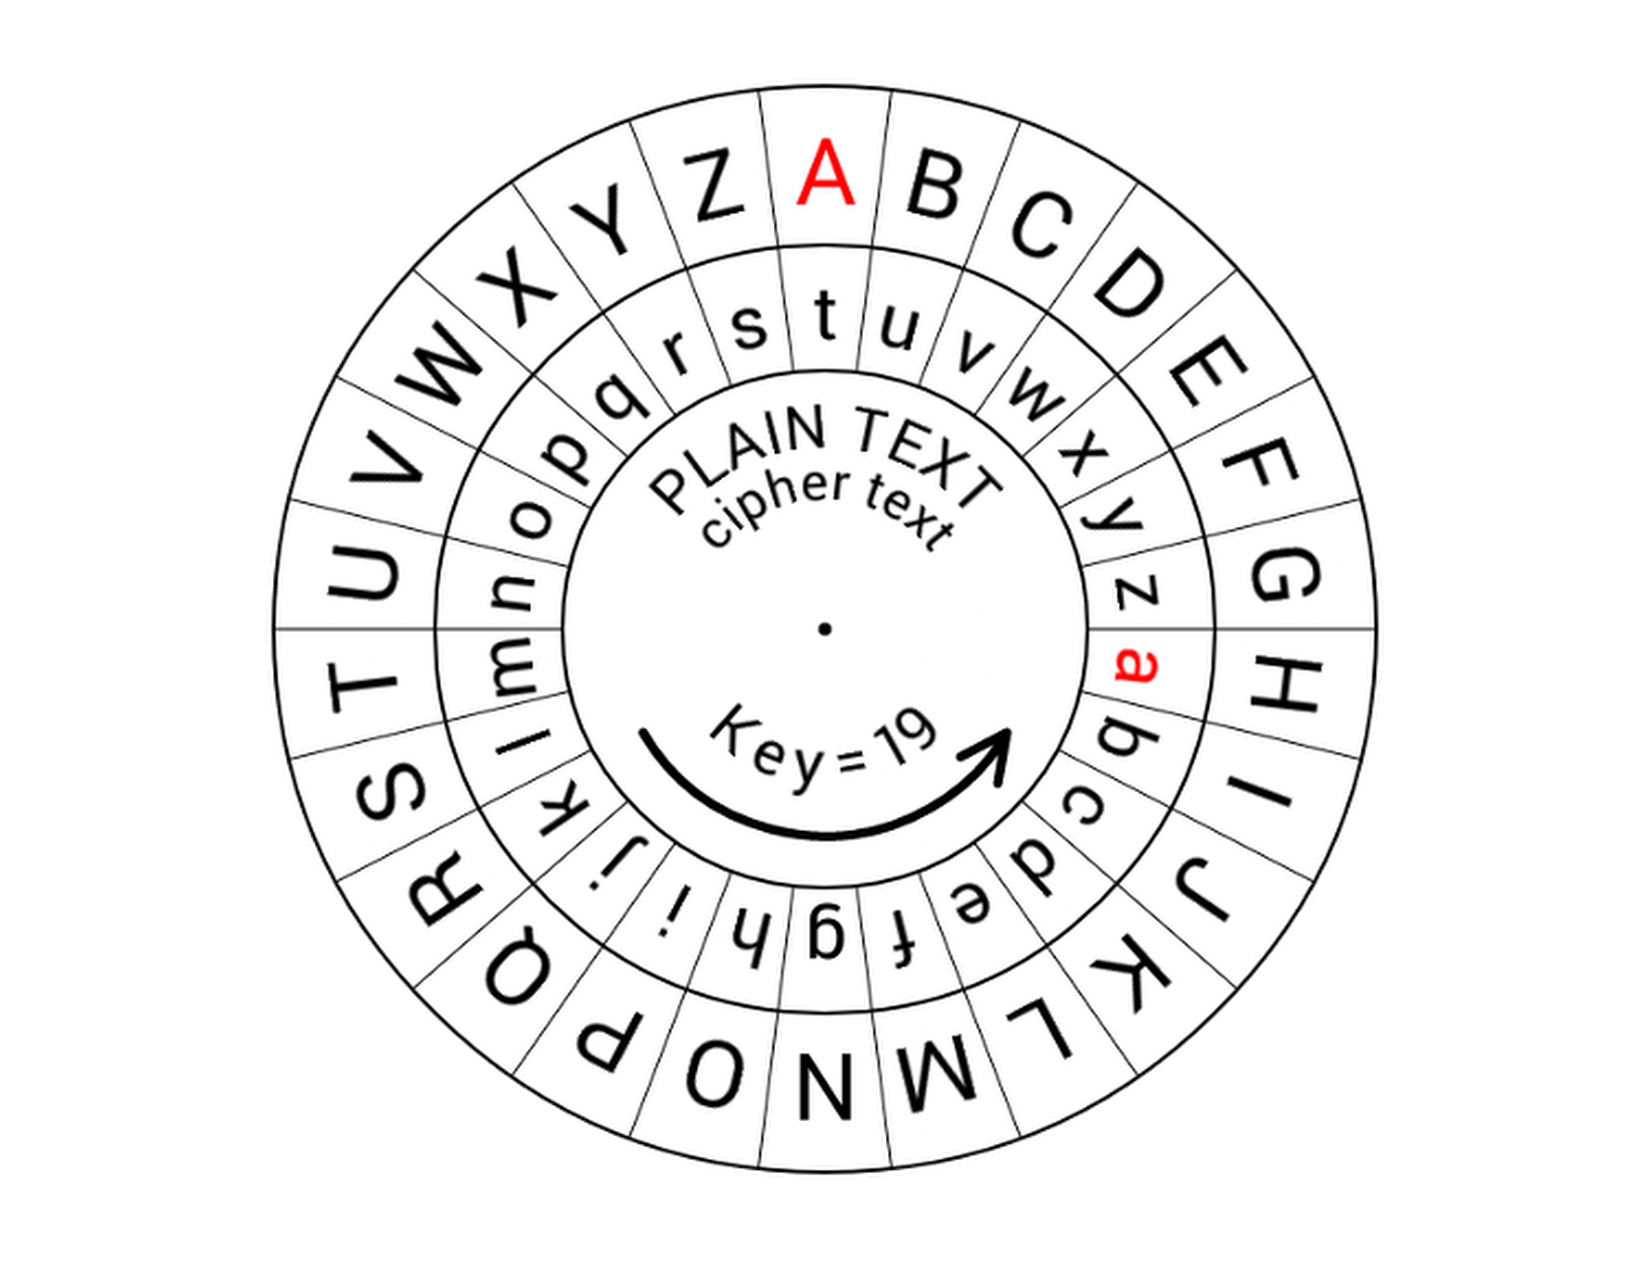 A B C D E F G H I J K L M N O P Q R S T U V W X Y Z
t u v w x y z a b c d e f g h i j k l m n o p q r s
PLAIN TEXT
cipher text
Key = 19